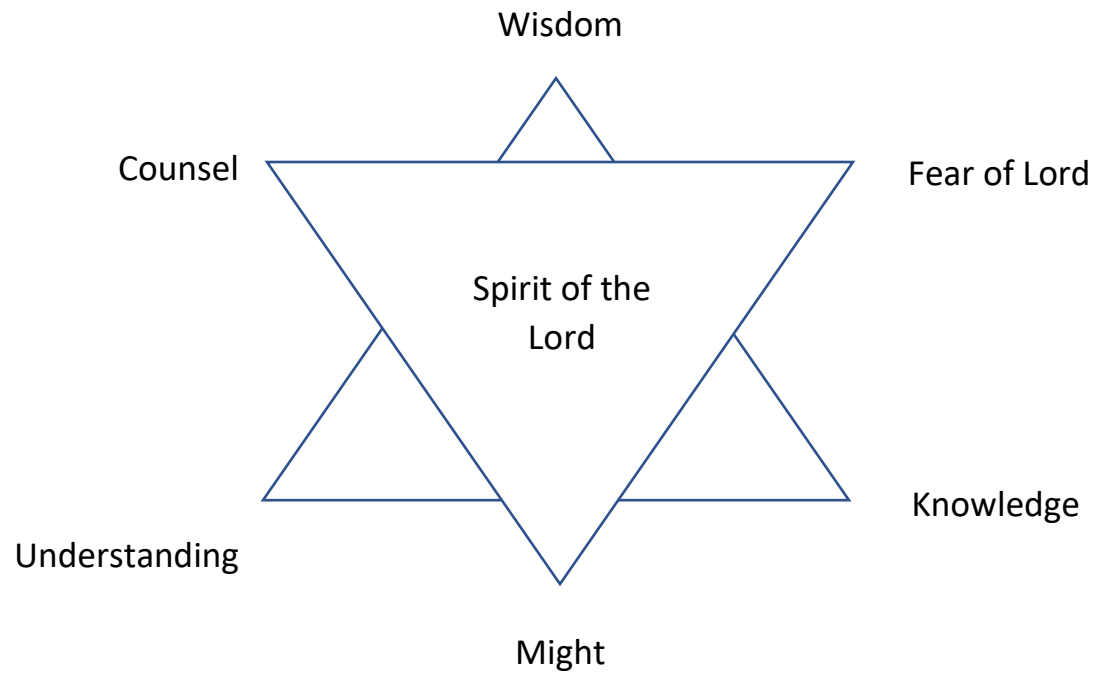 Wisdom
Counsel
Fear of Lord
Spirit of the
Lord
Knowledge
Understanding
Might